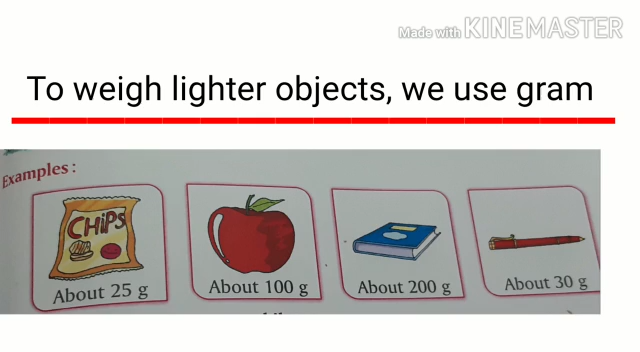 Made with KINEMASTER
To weigh lighter objects, we use gram
Examples:
CHiPS
About 25 g
About 100 g
About 200 g
About 30 g